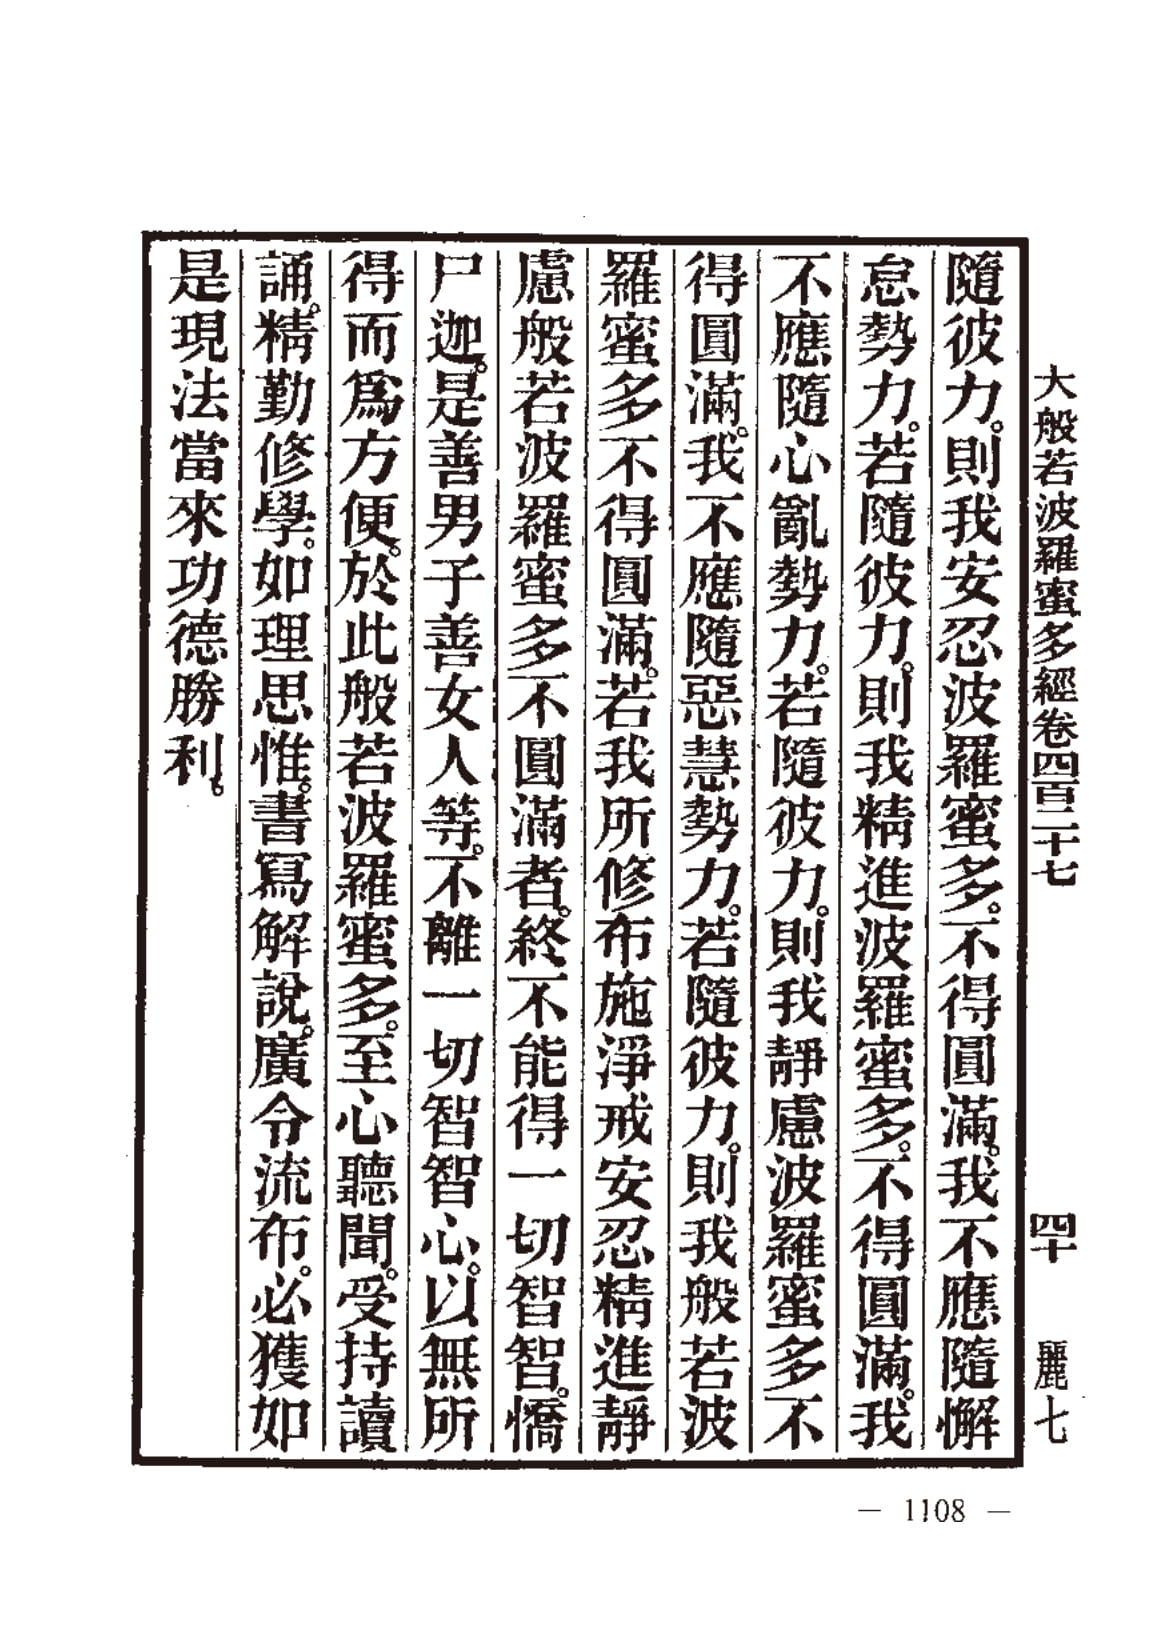 大般若波羅蜜多經卷四百二十七 四十 麗七
隨彼力。則我安忍波羅蜜多。不得圓滿。我不應隨懈
怠勢力。若隨彼力。則我精進波羅蜜多。不得圓滿。我
不應隨心亂勢力。若隨彼力。則我靜慮波羅蜜多不
得圓滿。我不應隨惡慧勢力。若隨彼力。則我般若波
羅蜜多不得圓滿。若我所修布施淨戒安忍精進靜
慮般若波羅蜜多不圓滿者。終不能得一切智智。憍
尸迦。是善男子善女人等。不離一切智智心。以無所
得而爲方便。於此般若波羅蜜多。至心聽聞。受持讀
誦。精勤修學。如理思惟。書寫解說。廣令流布。必獲如
是現法當來功德勝利。
— 1108 —